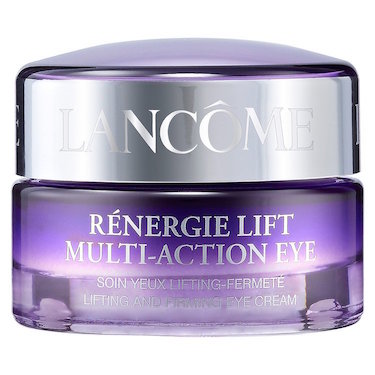 LANCÔME
RÉNERGIE LIFT
MULTI-ACTION EYE
SOIN YEUX LIFTING-FERMETÉ
LIFTING AND FIRMING EYE CREAM